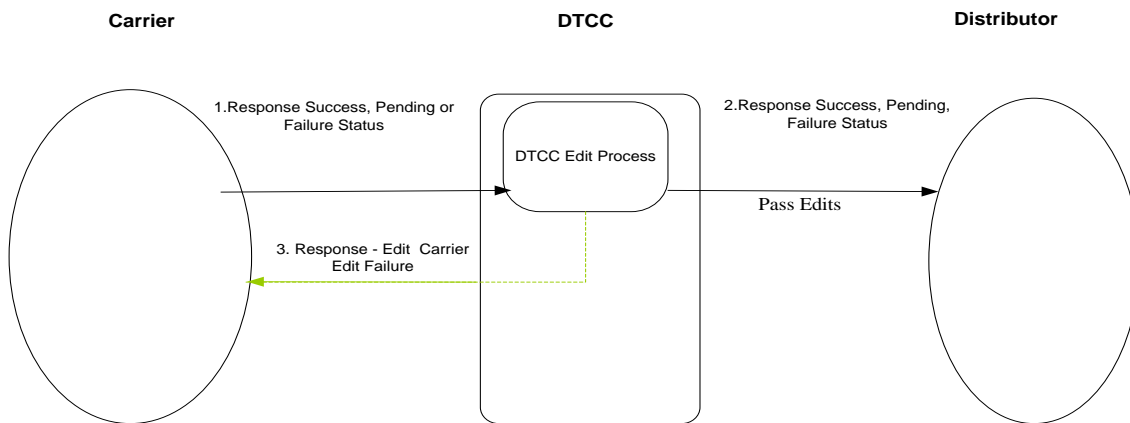 Carrier
DTCC
Distributor
1.Response Success, Pending or
Failure Status
2.Response Success, Pending,
Failure Status
DTCC Edit Process
Pass Edits
3. Response - Edit  Carrier
Edit Failure